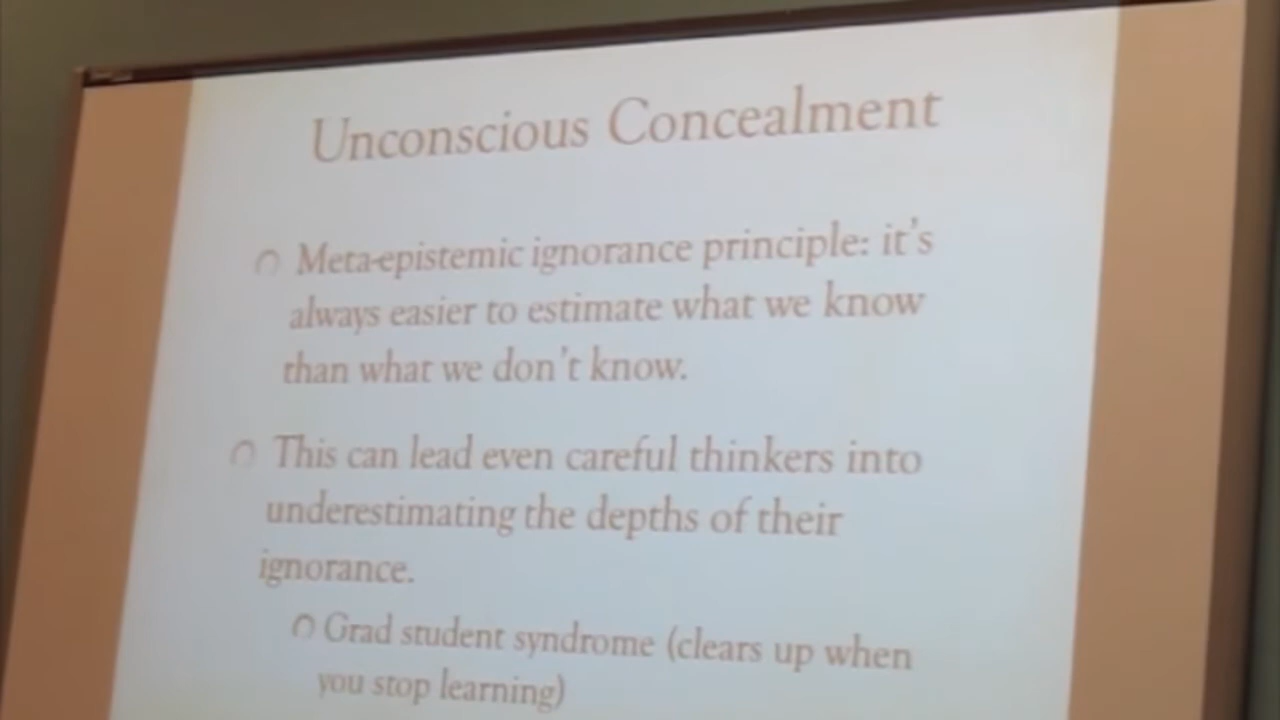 Unconscious Concealment
Meta-epistemic ignorance principle: it's
always easier to estimate what we know
than what we don't know.
This can lead even careful thinkers into
underestimating the depths of their
ignorance.
Grad student syndrome (clears up when
you stop learning)